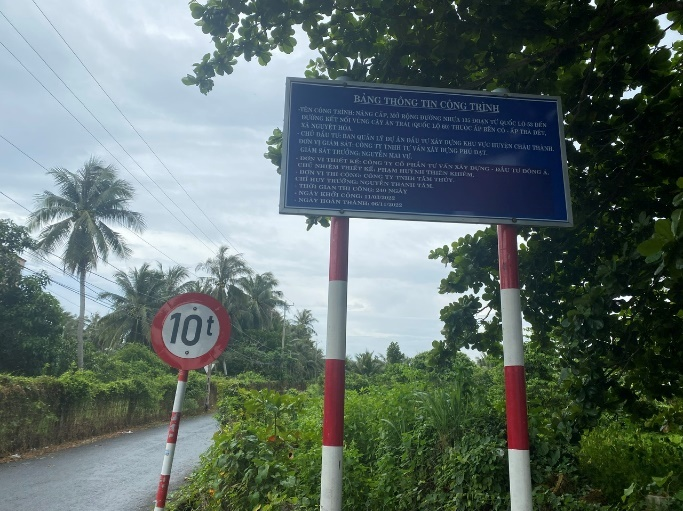 BẢNG THÔNG TIN CÔNG TRÌNH
-TÊN CÔNG TRÌNH: NÂNG CẤP, MỞ RỘNG ĐƯỜNG NHỰA 135 (ĐOẠN TỪ QUỐC LỘ 53 ĐẾN
ĐƯỜNG KẾT NỐI VÙNG CÂY ĂN TRÁI (QUỐC LỘ 60) THUỘC ẤP BẾN CÓ - ẤP TRÀ ĐÉT,
XÃ NGUYỆT HÓA.
- CHỦ ĐẦU TƯ: BAN QUẢN LÝ DỰ ÁN ĐẦU TƯ XÂY DỰNG KHU VỰC HUYỆN CHÂU THÀNH.
- ĐƠN VỊ GIÁM SÁT: CÔNG TY TNHH TƯ VẤN XÂY DỰNG PHÚ ĐẠT.
GIÁM SÁT TRƯỞNG: NGUYỄN MAI VŨ.
- ĐƠN VỊ THIẾT KẾ: CÔNG TY CỔ PHẦN TƯ VẤN XÂY DỰNG - ĐẦU TƯ ĐÔNG Á.
CHỦ NHIỆM THIẾT KẾ: PHẠM HUỲNH THIÊN KHIÊM.
- ĐƠN VỊ THI CÔNG: CÔNG TY TNHH TÂM THỦY.
CHỈ HUY TRƯỞNG: NGUYỄN THANH TÂM.
- THỜI GIAN THI CÔNG: 240 NGÀY
- NGÀY KHỞI CÔNG: 11/03/2022
- NGÀY HOÀN THÀNH: 06/11/2022
10t